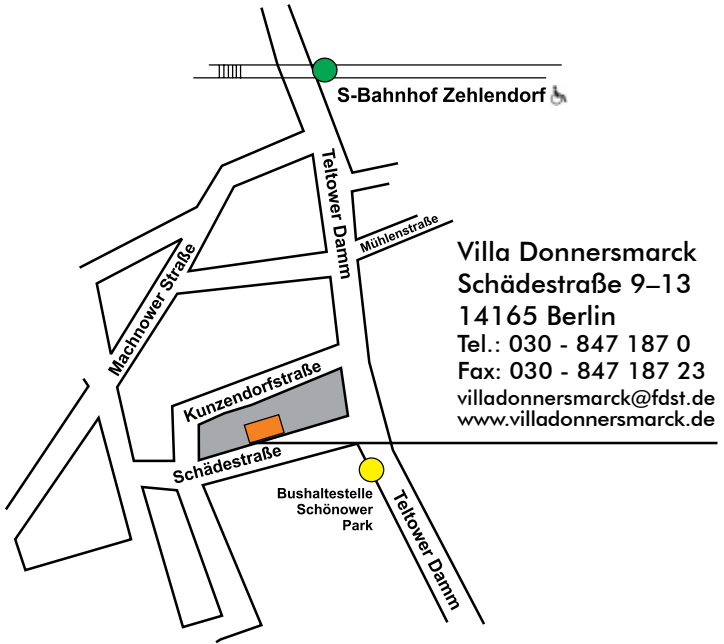 S-Bahnhof Zehlendorf
Teltower Damm
Mühlenstraße
Machnower Straße
Villa Donnersmarck
Schädestraße 9–13
14165 Berlin
Tel.: 030 - 847 187 0
Fax: 030 - 847 187 23
villadonnersmarck@fdst.de
www.villadonnersmarck.de
Kunzendorfstraße
Schädestraße
Bushaltestelle
Schönower
Park
Teltower Damm